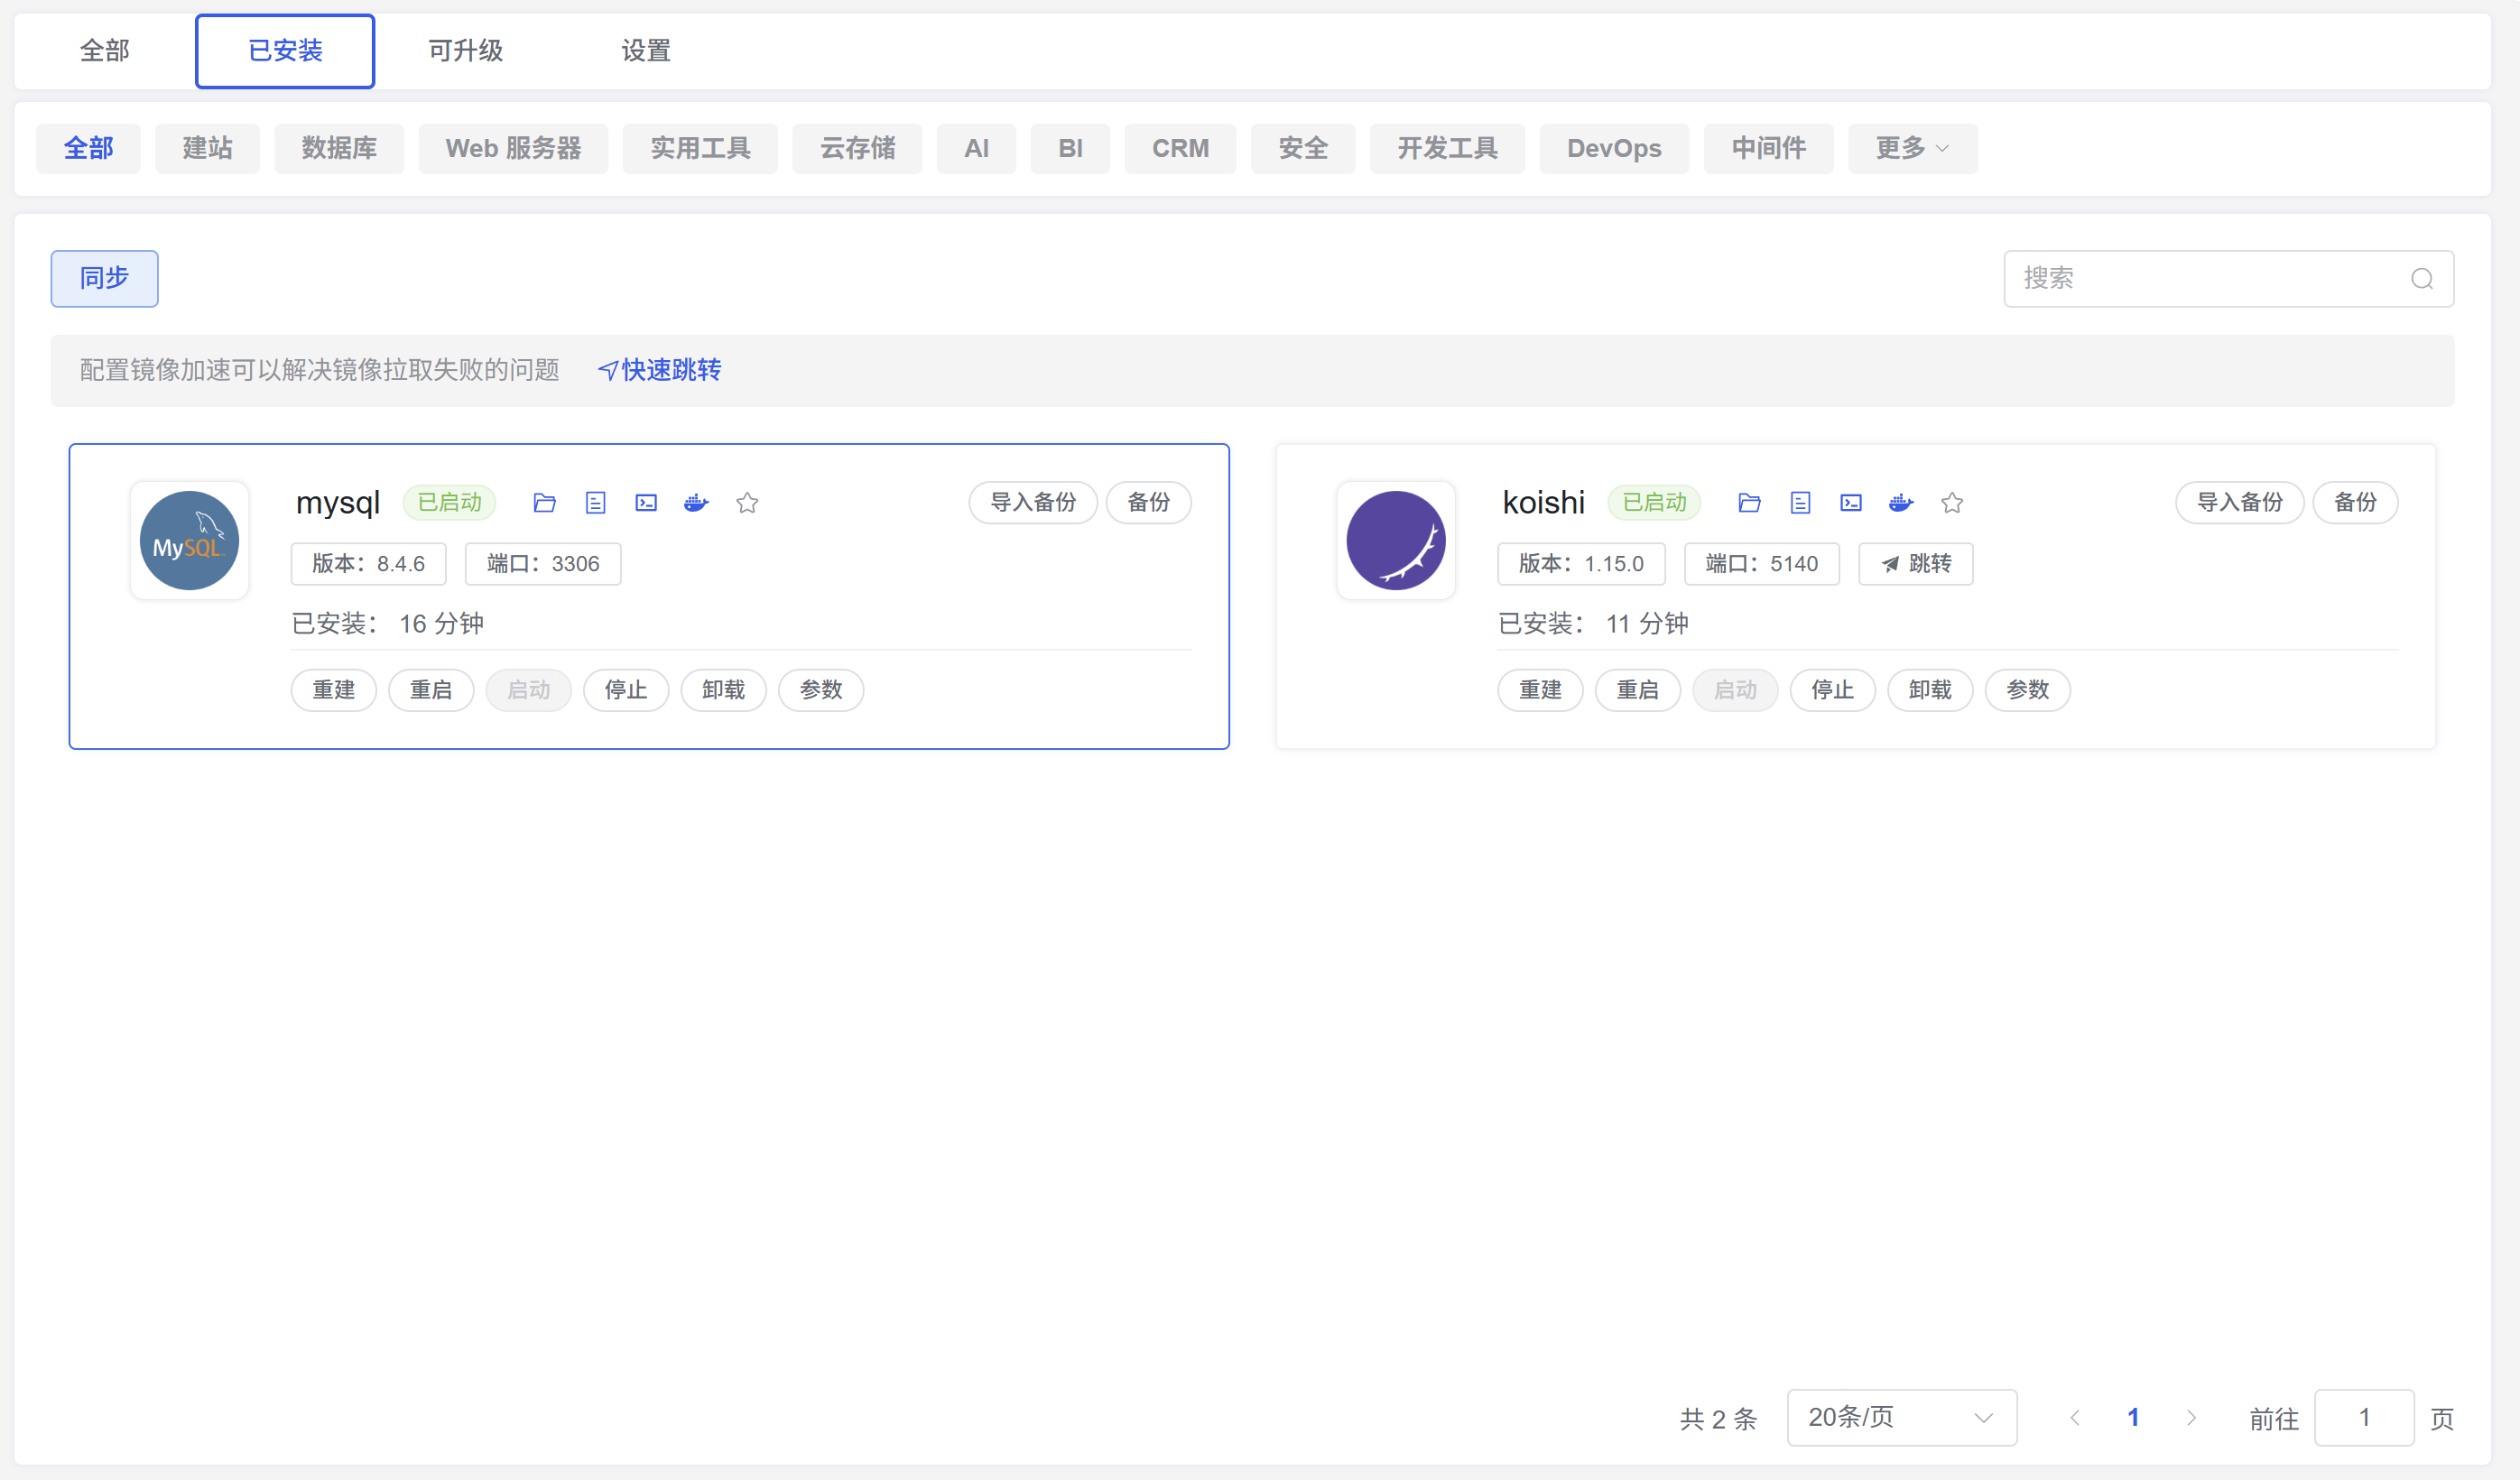 全部 已安装 可升级 设置
全部 建站 数据库 Web 服务器 实用工具 云存储 AI BI CRM 安全 开发工具 DevOps 中间件 更多
同步 搜索
配置镜像加速可以解决镜像拉取失败的问题 快速跳转
MySQL
mysql 已启动 导入备份 备份
版本：8.4.6 端口：3306
已安装： 16 分钟
重建 重启 启动 停止 卸载 参数
koishi 已启动 导入备份 备份
版本：1.15.0 端口：5140 跳转
已安装： 11 分钟
重建 重启 启动 停止 卸载 参数
共 2 条 20条/页 1 前往 1 页